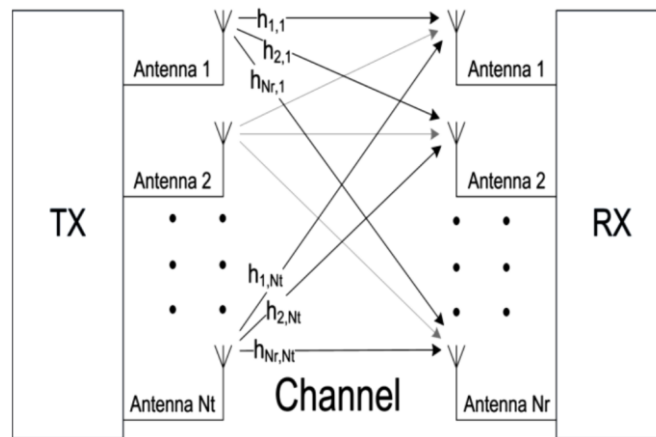 h1,1
h2,1
hNr,1
Antenna 1
Antenna 1
Antenna 2
Antenna 2
TX
RX
h1,Nt
h2,Nt
hNr,Nt
Channel
Antenna Nt
Antenna Nr